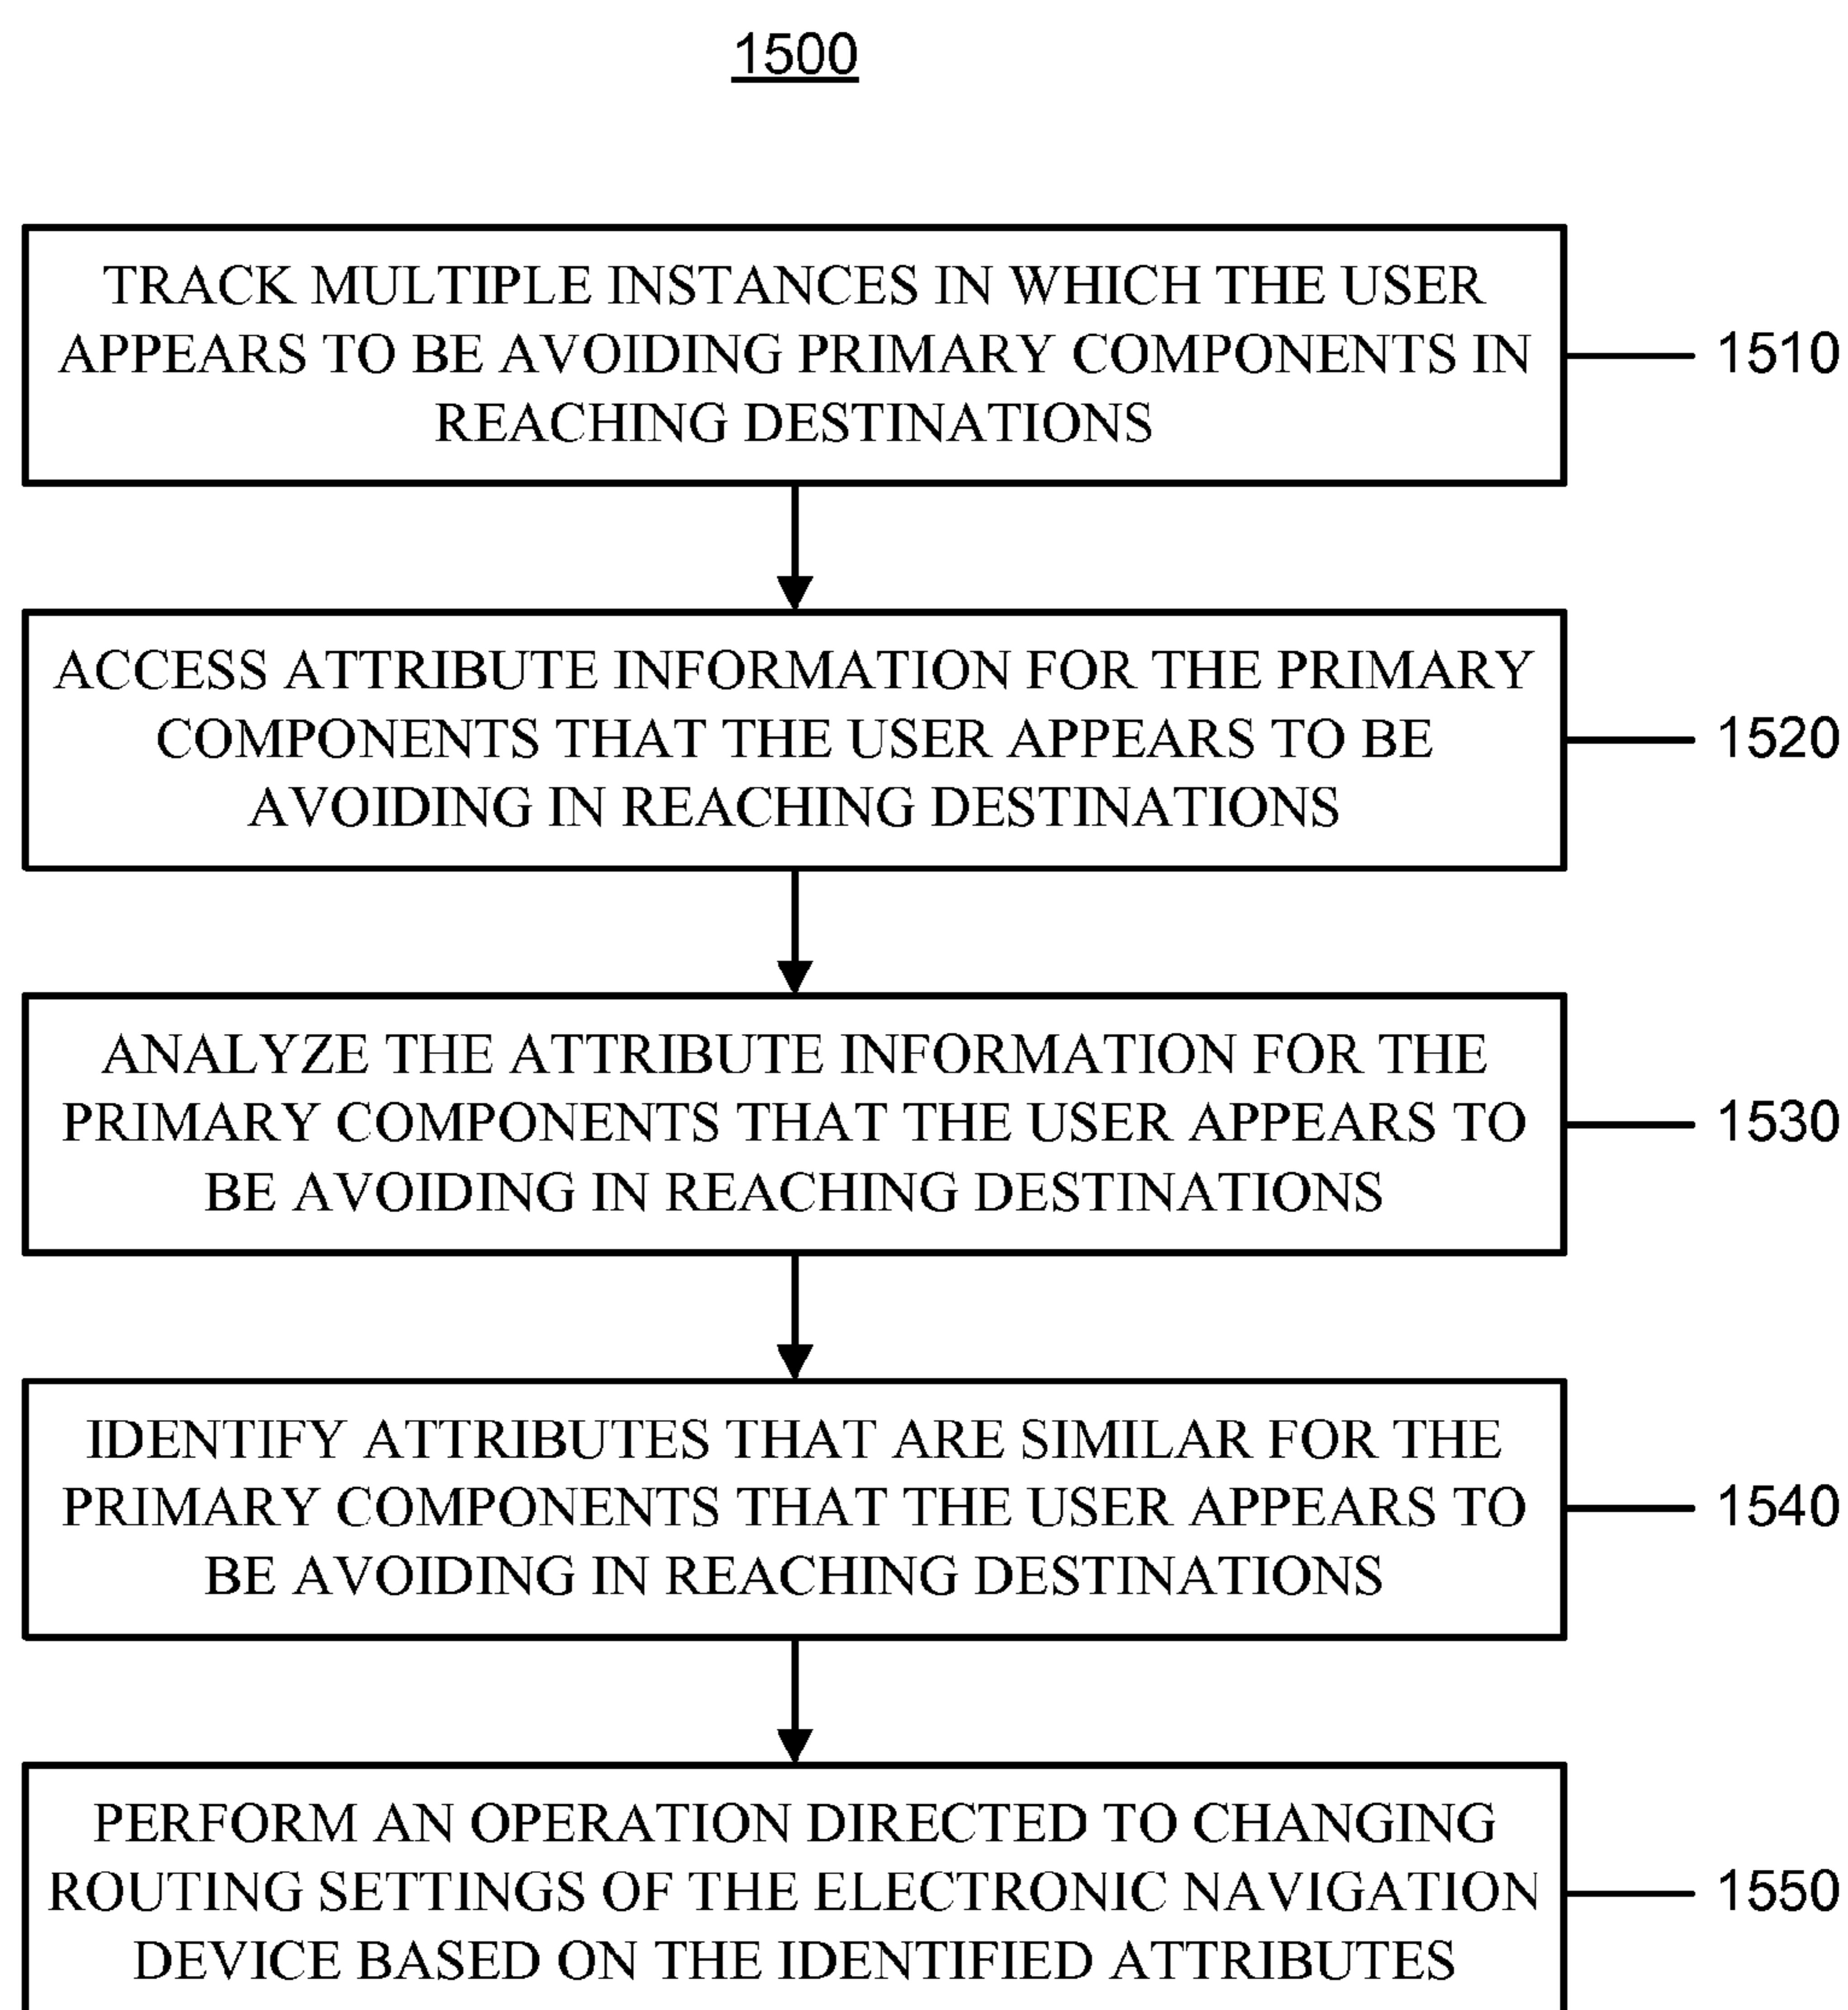 1500
TRACK MULTIPLE INSTANCES IN WHICH THE USER
APPEARS TO BE AVOIDING PRIMARY COMPONENTS IN
REACHING DESTINATIONS
1510
ACCESS ATTRIBUTE INFORMATION FOR THE PRIMARY
COMPONENTS THAT THE USER APPEARS TO BE
AVOIDING IN REACHING DESTINATIONS
1520
ANALYZE THE ATTRIBUTE INFORMATION FOR THE
PRIMARY COMPONENTS THAT THE USER APPEARS TO
BE AVOIDING IN REACHING DESTINATIONS
1530
IDENTIFY ATTRIBUTES THAT ARE SIMILAR FOR THE
PRIMARY COMPONENTS THAT THE USER APPEARS TO
BE AVOIDING IN REACHING DESTINATIONS
1540
PERFORM AN OPERATION DIRECTED TO CHANGING
ROUTING SETTINGS OF THE ELECTRONIC NAVIGATION
DEVICE BASED ON THE IDENTIFIED ATTRIBUTES
1550